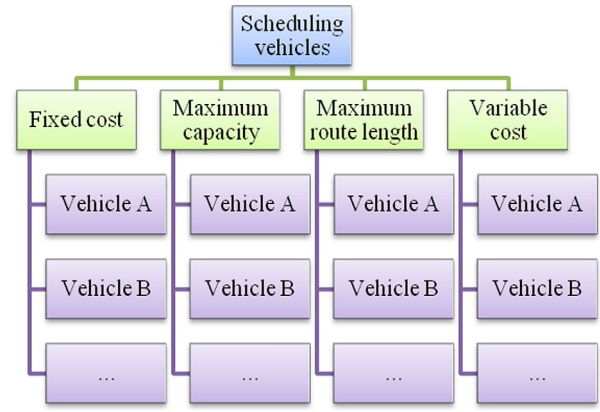 Scheduling
vehicles
Fixed cost
Maximum
capacity
Maximum
route length
Variable
cost
Vehicle A
Vehicle A
Vehicle A
Vehicle A
Vehicle B
Vehicle B
Vehicle B
Vehicle B
...
...
...
...